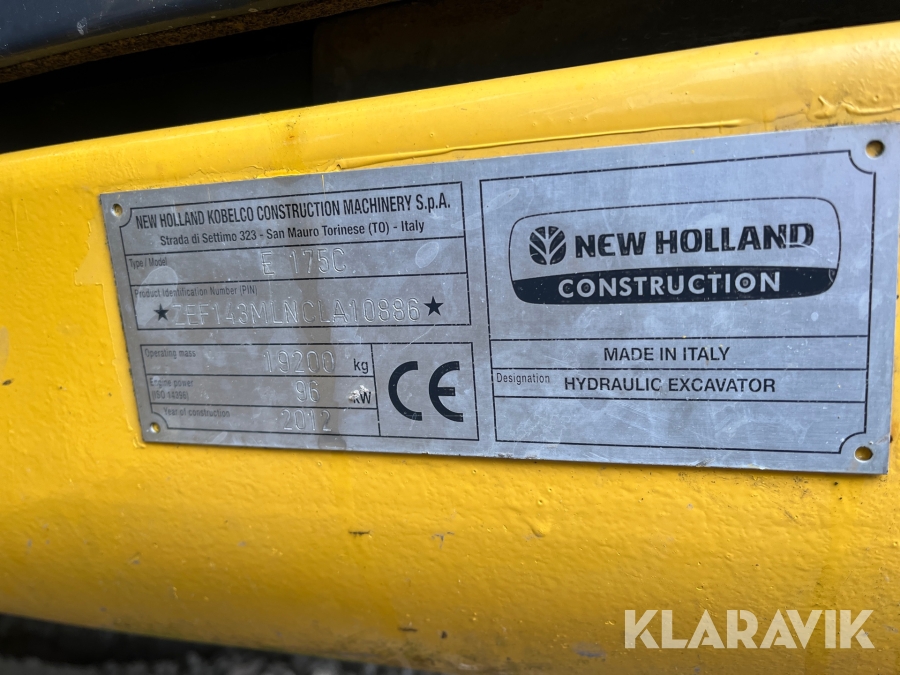 NEW HOLLAND KOBELCO CONSTRUCTION MACHINERY S.p.A.
Strada di Settimo 323 - San Mauro Torinese (TO) - Italy
Type / Model E 175C
Product Identification Number (PIN)
★ZEF143MLNCLA10886★
Operating mass 19200 kg
Engine power
(ISO 14396) 96 kW
Year of construction 2012
CE
NEW HOLLAND
CONSTRUCTION
MADE IN ITALY
Designation HYDRAULIC EXCAVATOR
KLARAVIK